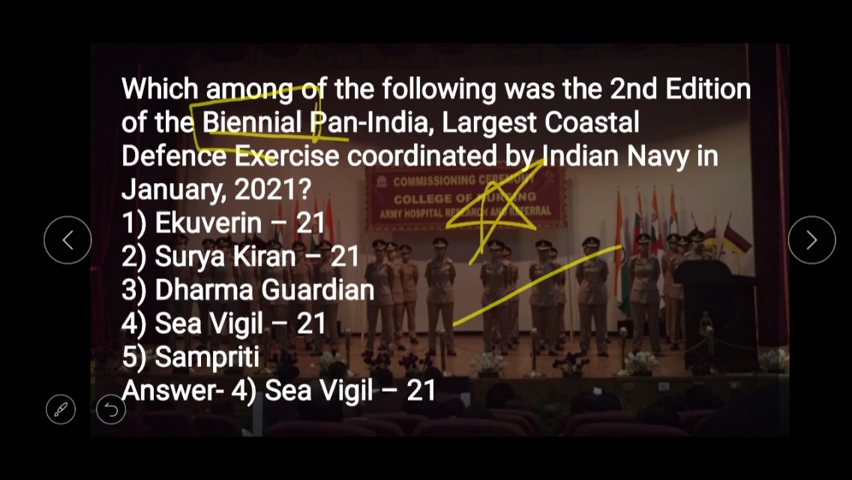 Which among of the following was the 2nd Edition
of the Biennial Pan-India, Largest Coastal
Defence Exercise coordinated by Indian Navy in
January, 2021?
COMMISSIONING CEREMONY
COLLEGE OF NURSING
ARMY HOSPITAL RESEARCH AND REFERRAL
1) Ekuverin – 21
2) Surya Kiran – 21
3) Dharma Guardian
4) Sea Vigil – 21
5) Sampriti
Answer- 4) Sea Vigil – 21